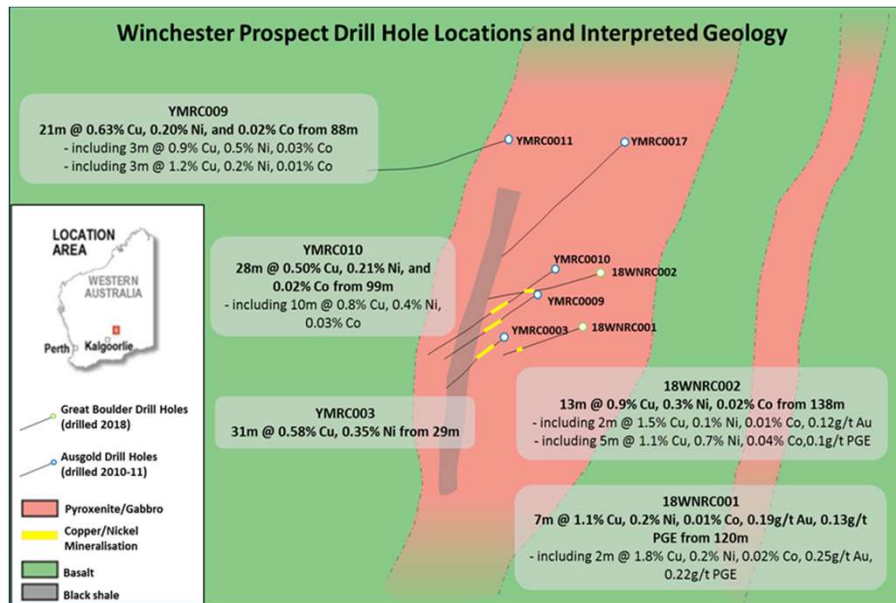 Winchester Prospect Drill Hole Locations and Interpreted Geology
YMRC009
21m @ 0.63% Cu, 0.20% Ni, and 0.02% Co from 88m
- including 3m @ 0.9% Cu, 0.5% Ni, 0.03% Co
- including 3m @ 1.2% Cu, 0.2% Ni, 0.01% Co
YMRC0011
YMRC0017
YMRC010
28m @ 0.50% Cu, 0.21% Ni, and
0.02% Co from 99m
- including 10m @ 0.8% Cu, 0.4% Ni,
0.03% Co
YMRC0010
18WNRC002
YMRC0009
YMRC0003
18WNRC001
YMRC003
31m @ 0.58% Cu, 0.35% Ni from 29m
18WNRC002
13m @ 0.9% Cu, 0.3% Ni, 0.02% Co from 138m
- including 2m @ 1.5% Cu, 0.1% Ni, 0.01% Co, 0.12g/t Au
- including 5m @ 1.1% Cu, 0.7% Ni, 0.04% Co,0.1g/t PGE
18WNRC001
7m @ 1.1% Cu, 0.2% Ni, 0.01% Co, 0.19g/t Au, 0.13g/t
PGE from 120m
- including 2m @ 1.8% Cu, 0.2% Ni, 0.02% Co, 0.25g/t Au,
0.22g/t PGE
LOCATION
AREA
WESTERN
AUSTRALIA
Perth
Kalgoorlie
Great Boulder Drill Holes
(drilled 2018)
Ausgold Drill Holes
(drilled 2010-11)
Pyroxenite/Gabbro
Copper/Nickel
Mineralisation
Basalt
Black shale